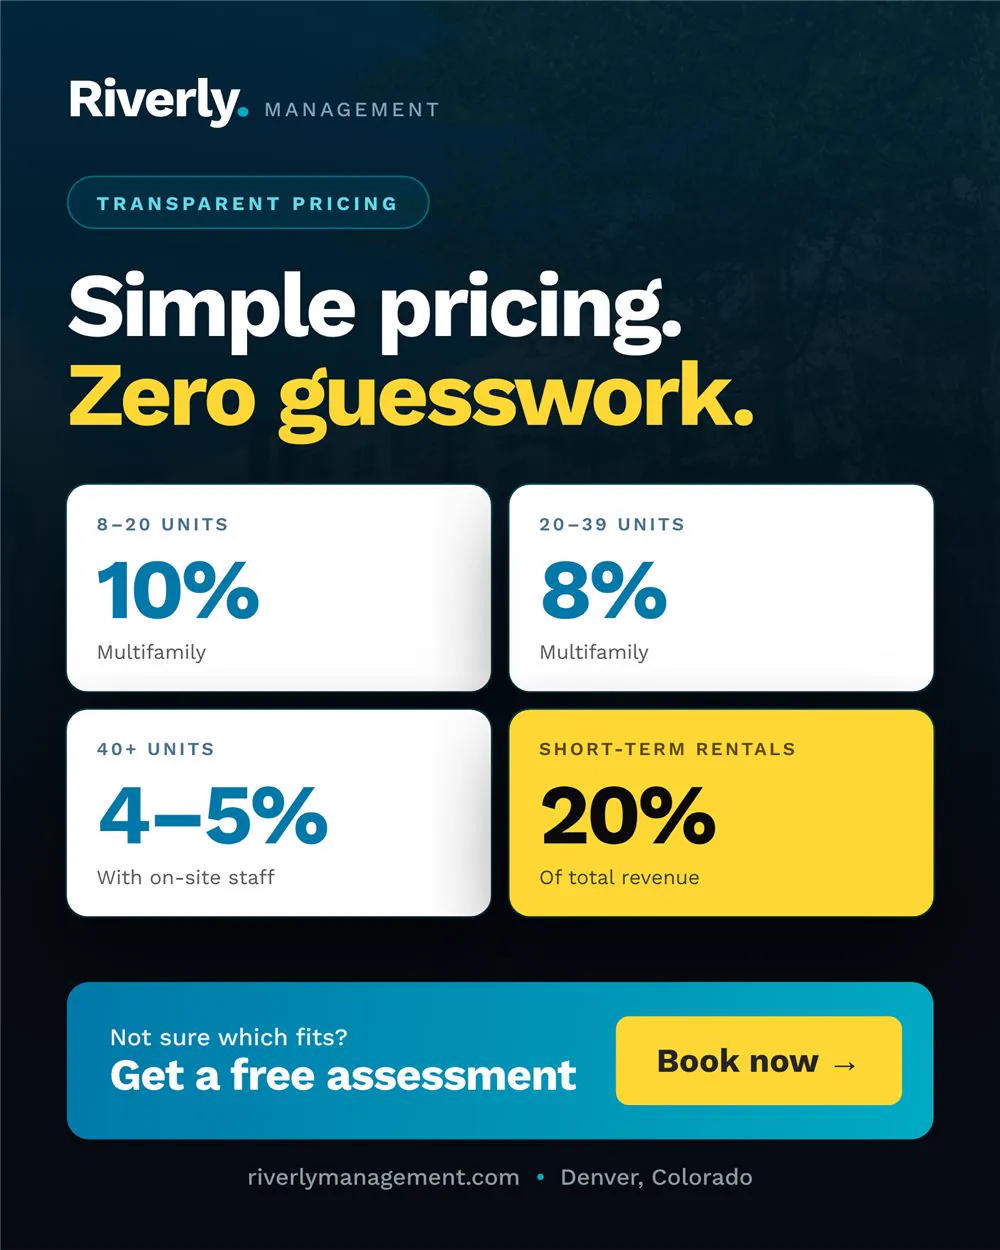 Riverly. MANAGEMENT
TRANSPARENT PRICING
Simple pricing.
Zero guesswork.
8–20 UNITS
10%
Multifamily
20–39 UNITS
8%
Multifamily
40+ UNITS
4–5%
With on-site staff
SHORT-TERM RENTALS
20%
Of total revenue
Not sure which fits?
Get a free assessment
Book now →
riverlymanagement.com • Denver, Colorado